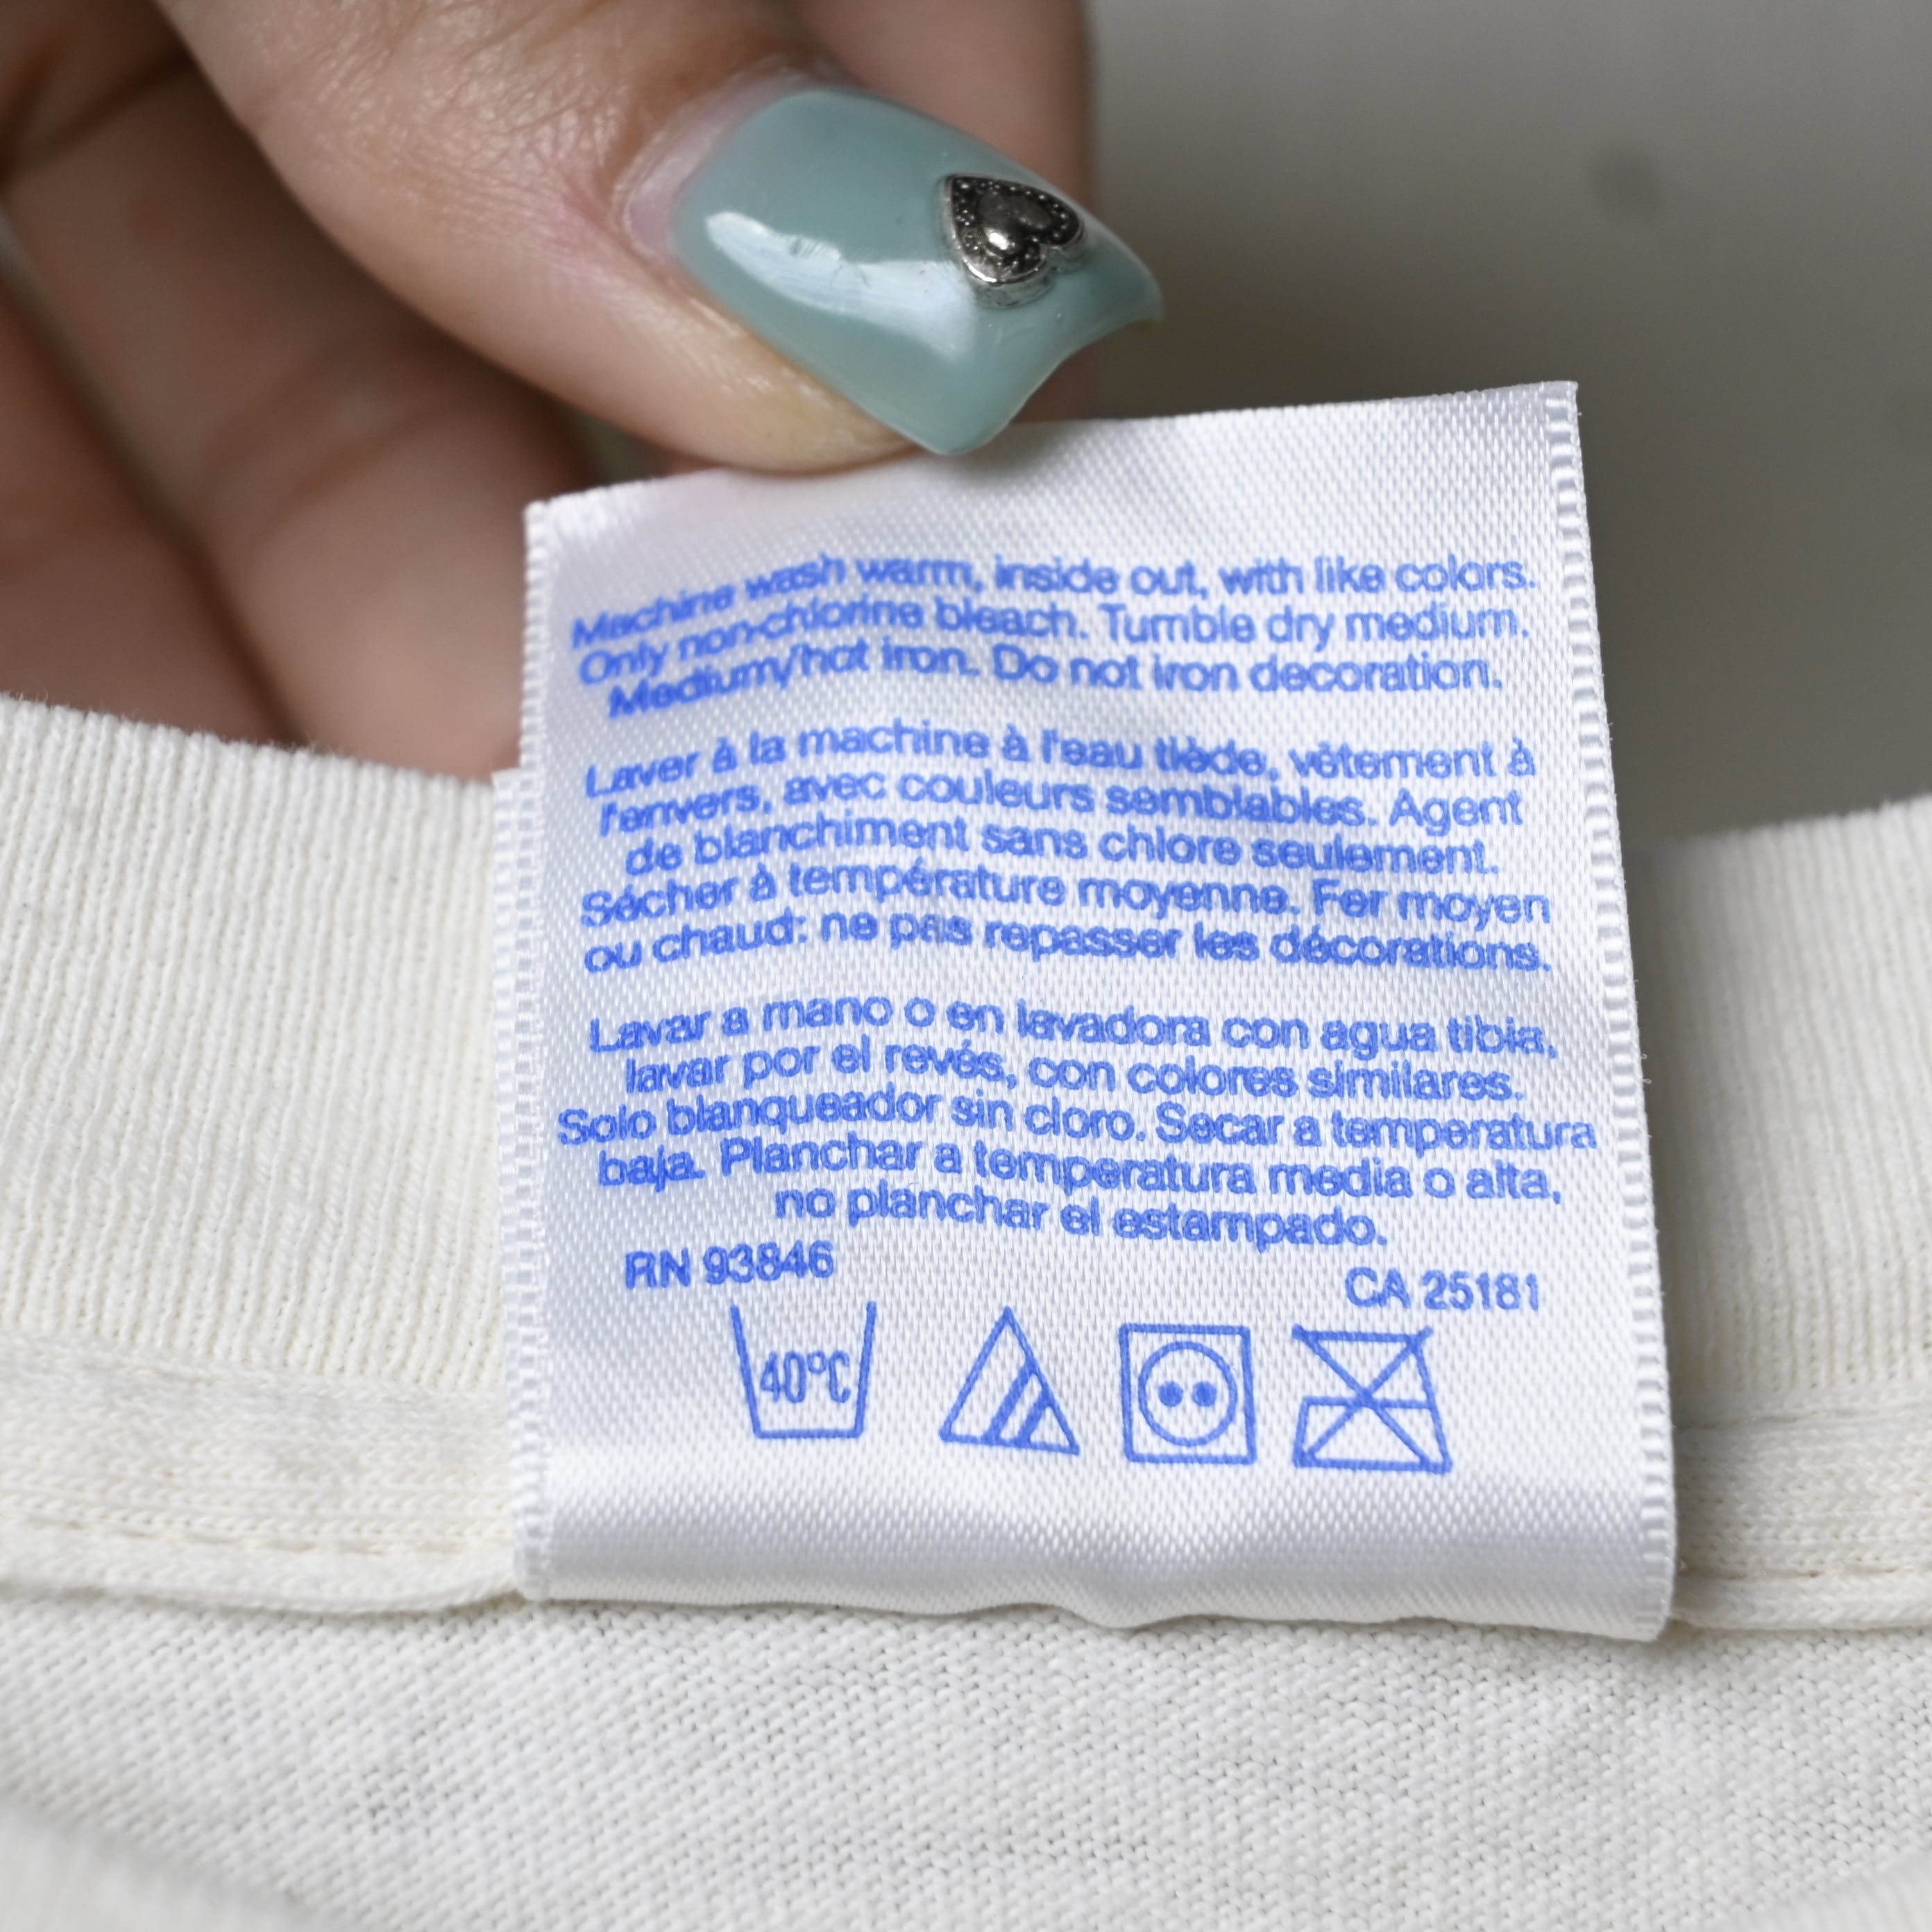 Machine wash warm, inside out, with like colors.
Only non-chlorine bleach. Tumble dry medium.
Medium/hot iron. Do not iron decoration.
Laver à la machine à l'eau tiède, vêtement à
l'envers, avec couleurs semblables. Agent
de blanchiment sans chlore seulement.
Sécher à température moyenne. Fer moyen
ou chaud: ne pas repasser les décorations.
Lavar a mano o en lavadora con agua tibia,
lavar por el revés, con colores similares.
Solo blanqueador sin cloro. Secar a temperatura
baja. Planchar a temperatura media o alta,
no planchar el estampado.
RN 93846 CA 25181
40°C